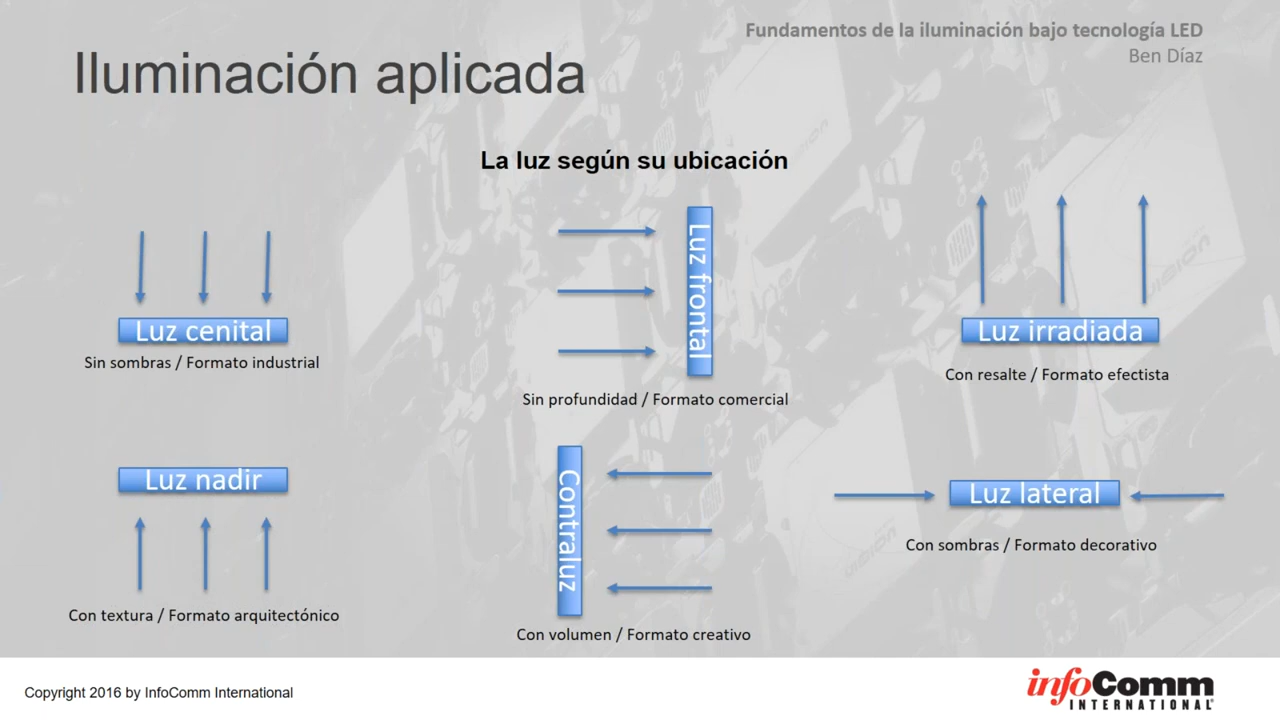 Fundamentos de la iluminación bajo tecnología LED
Ben Díaz
Iluminación aplicada
La luz según su ubicación
Luz cenital
Sin sombras / Formato industrial
Luz frontal
Sin profundidad / Formato comercial
Luz irradiada
Con resalte / Formato efectista
Luz nadir
Con textura / Formato arquitectónico
Contraluz
Con volumen / Formato creativo
Luz lateral
Con sombras / Formato decorativo
Copyright 2016 by InfoComm International
infoComm
INTERNATIONAL®